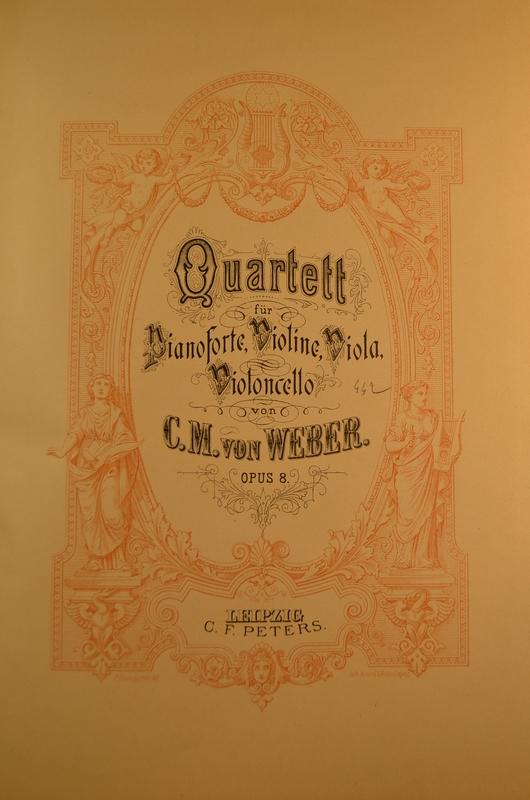 Quartett
für
Pianoforte, Violine, Viola,
Violoncello
von
C. M. von WEBER.
OPUS 8.
LEIPZIG
C. F. PETERS.